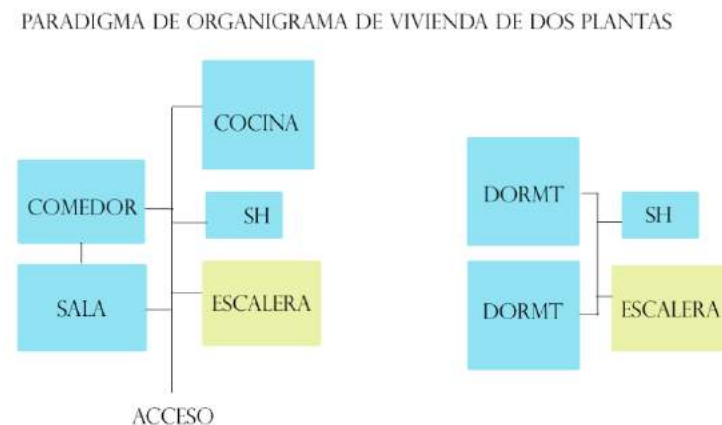 PARADIGMA DE ORGANIGRAMA DE VIVIENDA DE DOS PLANTAS
COCINA
COMEDOR
SH
SALA
ESCALERA
ACCESO
DORMT
SH
DORMT
ESCALERA